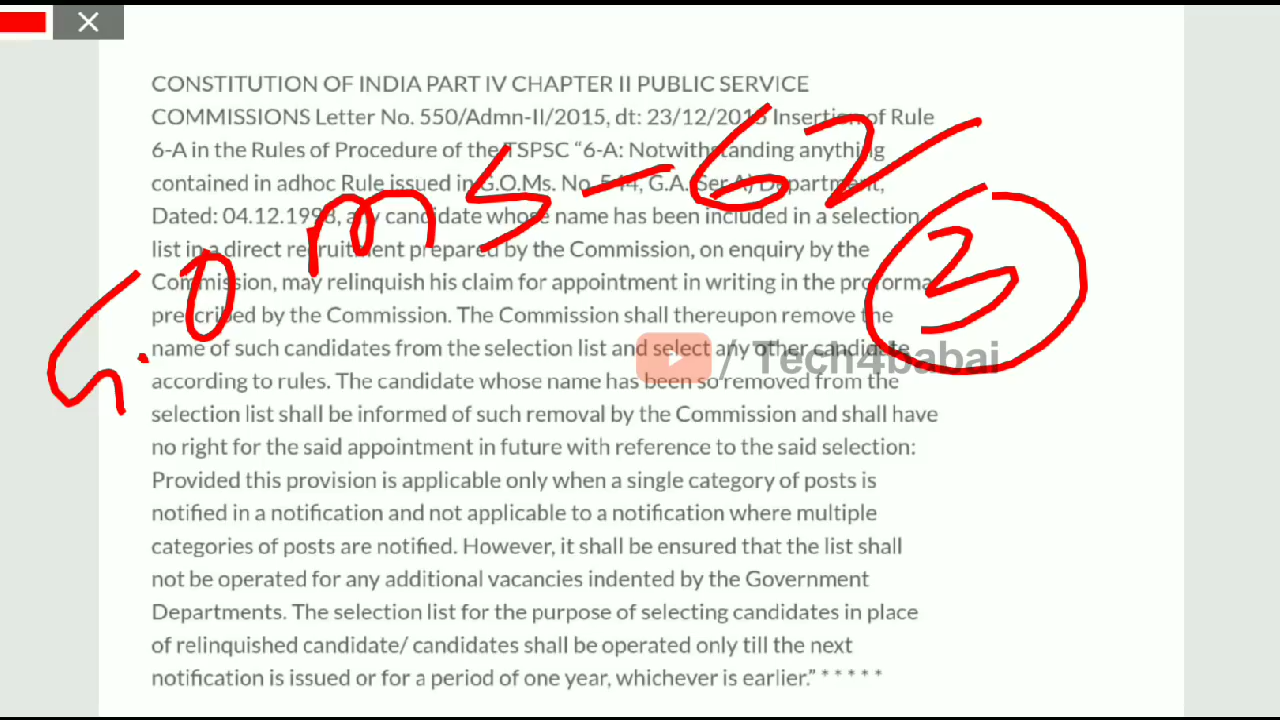 CONSTITUTION OF INDIA PART IV CHAPTER II PUBLIC SERVICE
COMMISSIONS Letter No. 550/Admn-II/2015, dt: 23/12/2015 Insertion of Rule
6-A in the Rules of Procedure of the TSPSC “6-A: Notwithstanding anything
contained in adhoc Rule issued in G.O.Ms. No. 544, G.A. (Ser.A) Department,
Dated: 04.12.1998, any candidate whose name has been included in a selection
list in a direct recruitment prepared by the Commission, on enquiry by the
Commission, may relinquish his claim for appointment in writing in the proforma
prescribed by the Commission. The Commission shall thereupon remove the
name of such candidates from the selection list and select any other candidate
according to rules. The candidate whose name has been so removed from the
selection list shall be informed of such removal by the Commission and shall have
no right for the said appointment in future with reference to the said selection:
Provided this provision is applicable only when a single category of posts is
notified in a notification and not applicable to a notification where multiple
categories of posts are notified. However, it shall be ensured that the list shall
not be operated for any additional vacancies indented by the Government
Departments. The selection list for the purpose of selecting candidates in place
of relinquished candidate/ candidates shall be operated only till the next
notification is issued or for a period of one year, whichever is earlier.” * * * * *
G.O ms - 62
3
/ Tech4babai